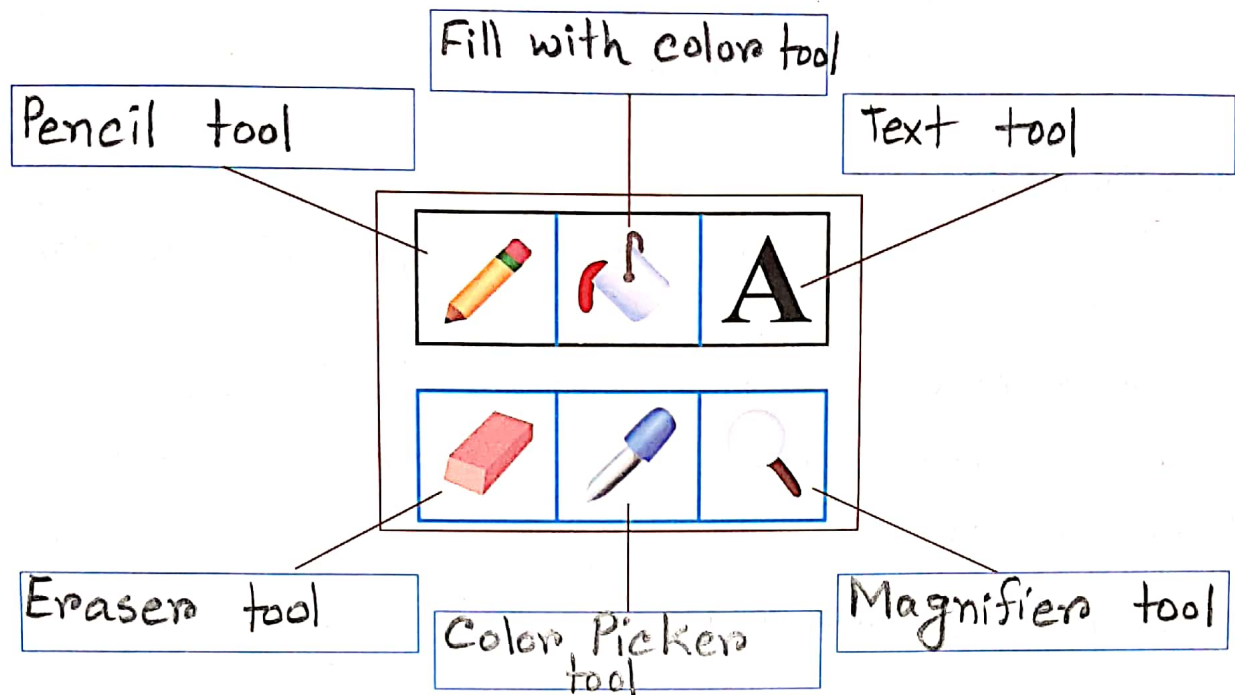 Fill with color tool
Pencil tool
Text tool
A
Eraser tool
Color Picker
tool
Magnifier tool